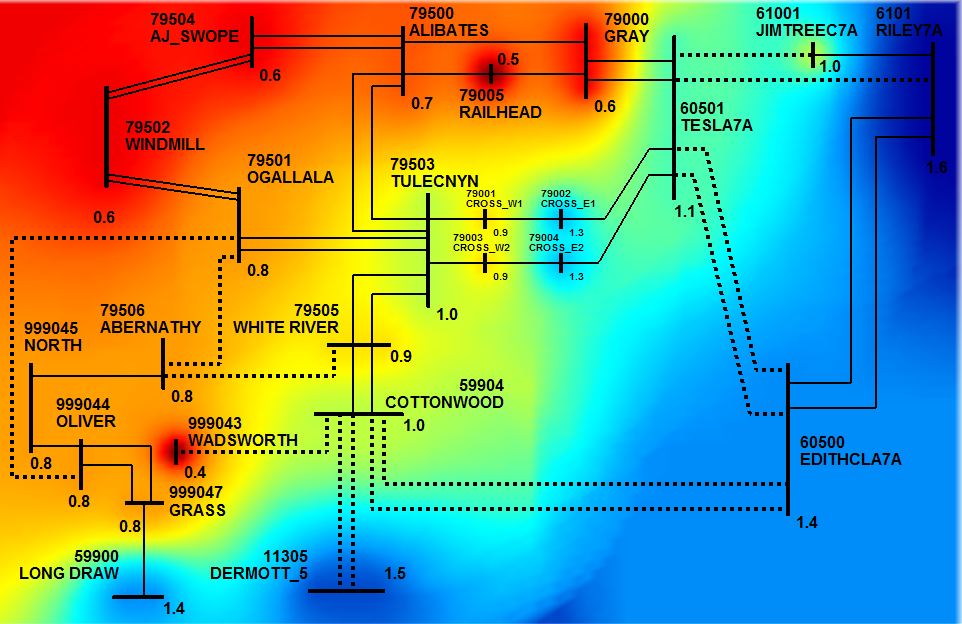 79504
AJ_SWOPE
0.6
79500
ALIBATES
0.7
79000
GRAY
0.6
61001
JIMTREEC7A
1.0
6101
RILEY7A
1.6
0.5
79005
RAILHEAD
79502
WINDMILL
0.6
60501
TESLA7A
1.1
79501
OGALLALA
0.8
79503
TULECNYN
1.0
79001
CROSS_W1
0.9
79002
CROSS_E1
1.3
79003
CROSS_W2
0.9
79004
CROSS_E2
1.3
79506
ABERNATHY
0.8
79505
WHITE RIVER
0.9
999045
NORTH
0.8
999044
OLIVER
0.8
59904
COTTONWOOD
1.0
999043
WADSWORTH
0.4
60500
EDITHCLA7A
1.4
999047
GRASS
0.8
59900
LONG DRAW
1.4
11305
DERMOTT_5
1.5